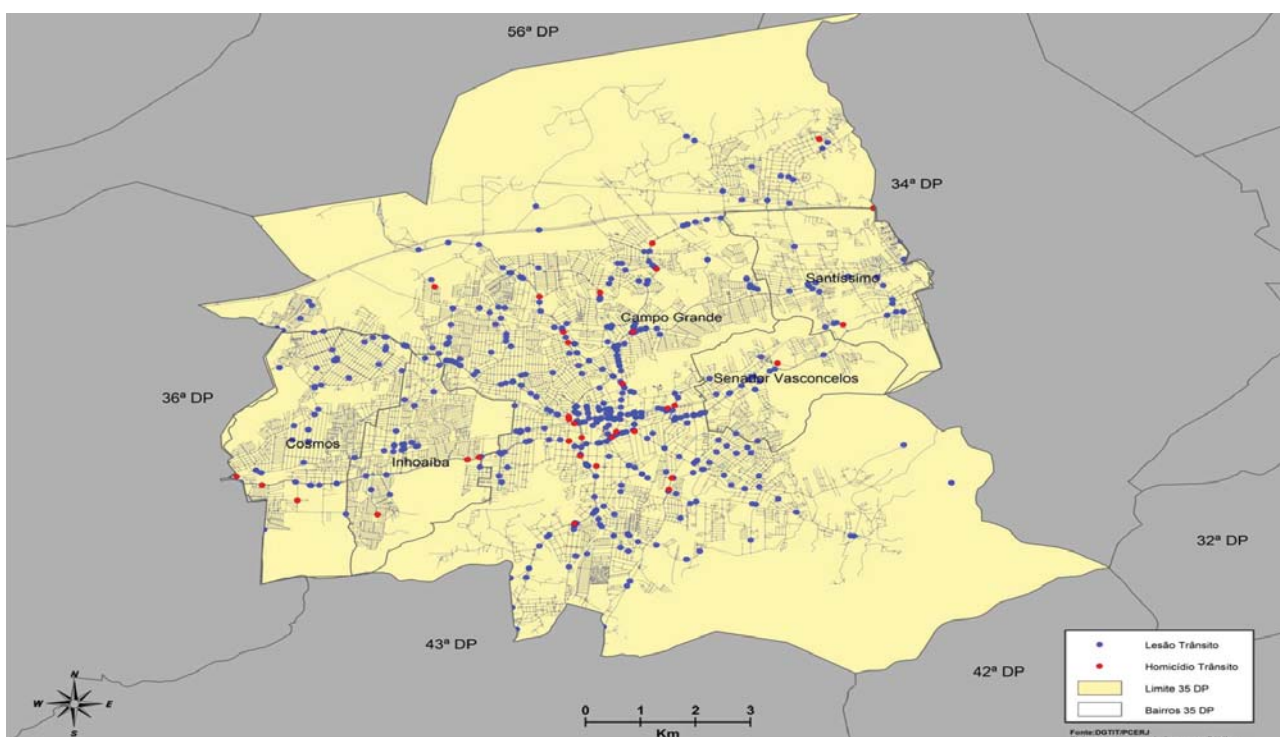 56ª DP
34ª DP
Santíssimo
Campo Grande
Senador Vasconcelos
36ª DP
Cosmos
Inhoaíba
32ª DP
43ª DP
42ª DP
N
W E
S
0 1 2 3
Km
Lesão Trânsito
Homicídio Trânsito
Limite 35 DP
Bairros 35 DP
Fonte:DGTIT/PCERJ